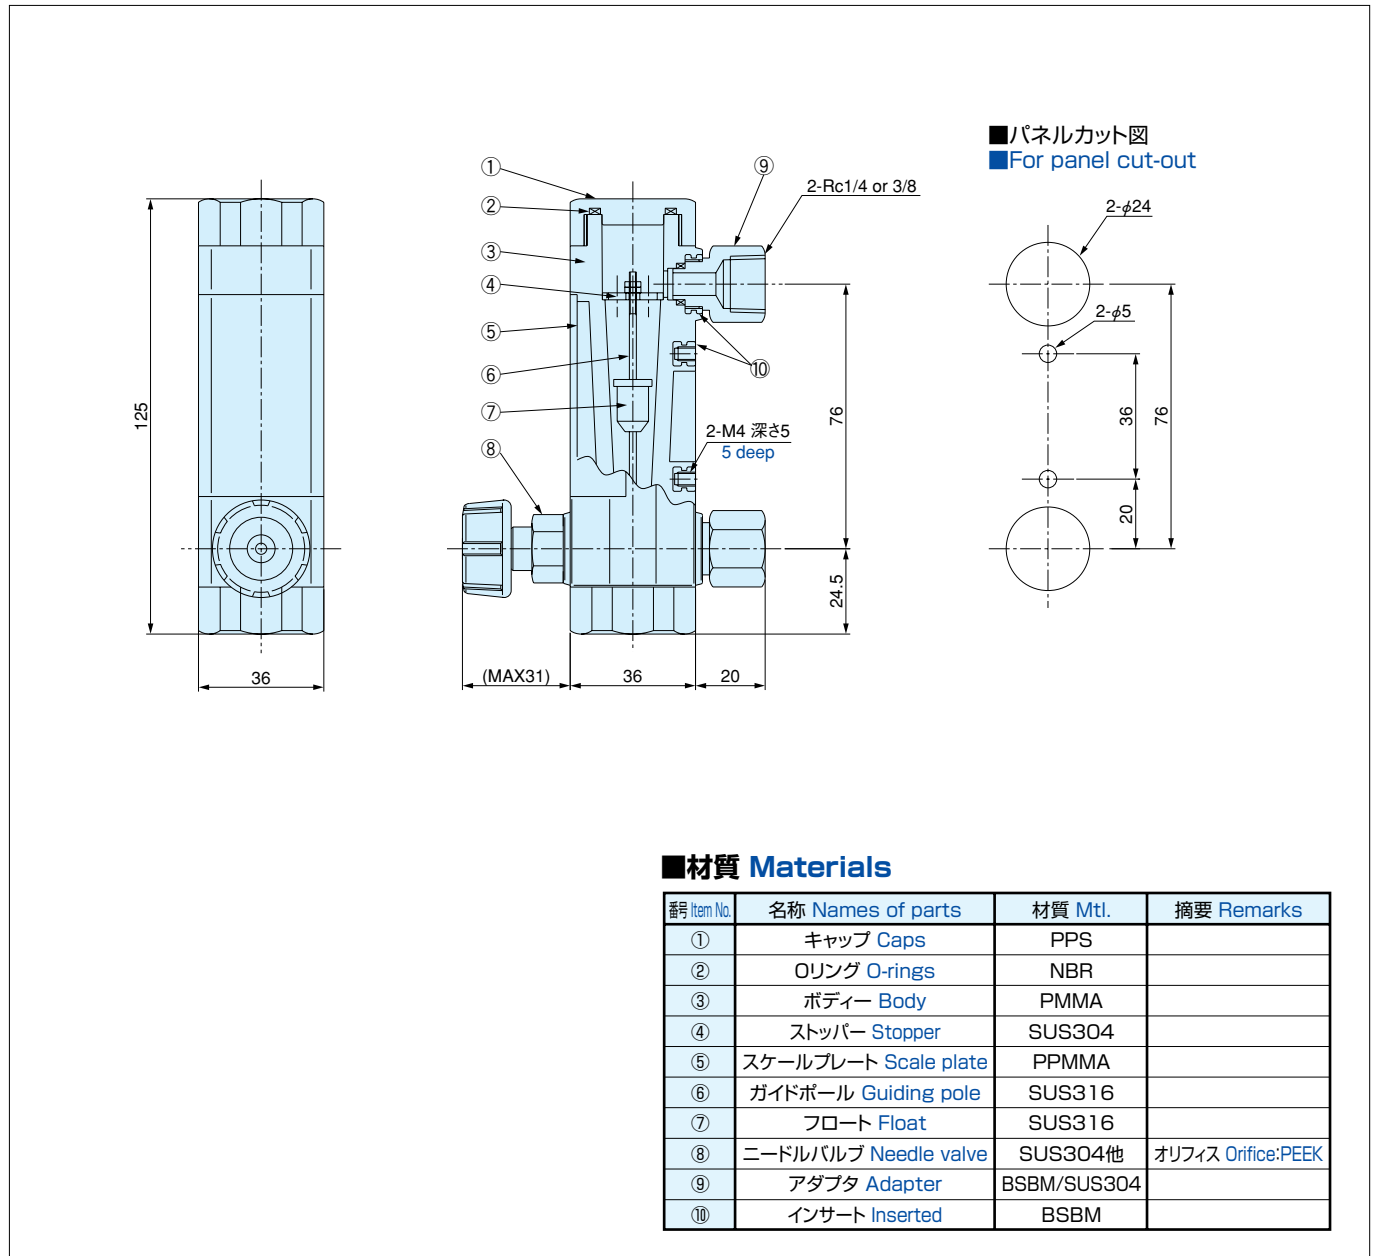 ■パネルカット図
■For panel cut-out
①
②
③
④
⑤
⑥
⑦
⑧
⑨
⑩
2-Rc1/4 or 3/8
2-M4 深さ5
5 deep
125
36
(MAX31)
36
20
76
24.5
2-φ24
2-φ5
36
76
20
■材質 Materials
番号 Item No. 名称 Names of parts 材質 Mtl. 摘要 Remarks
① キャップ Caps PPS
② Oリング O-rings NBR
③ ボディー Body PMMA
④ ストッパー Stopper SUS304
⑤ スケールプレート Scale plate PPMMA
⑥ ガイドポール Guiding pole SUS316
⑦ フロート Float SUS316
⑧ ニードルバルブ Needle valve SUS304他 オリフィス Orifice:PEEK
⑨ アダプタ Adapter BSBM/SUS304
⑩ インサート Inserted BSBM